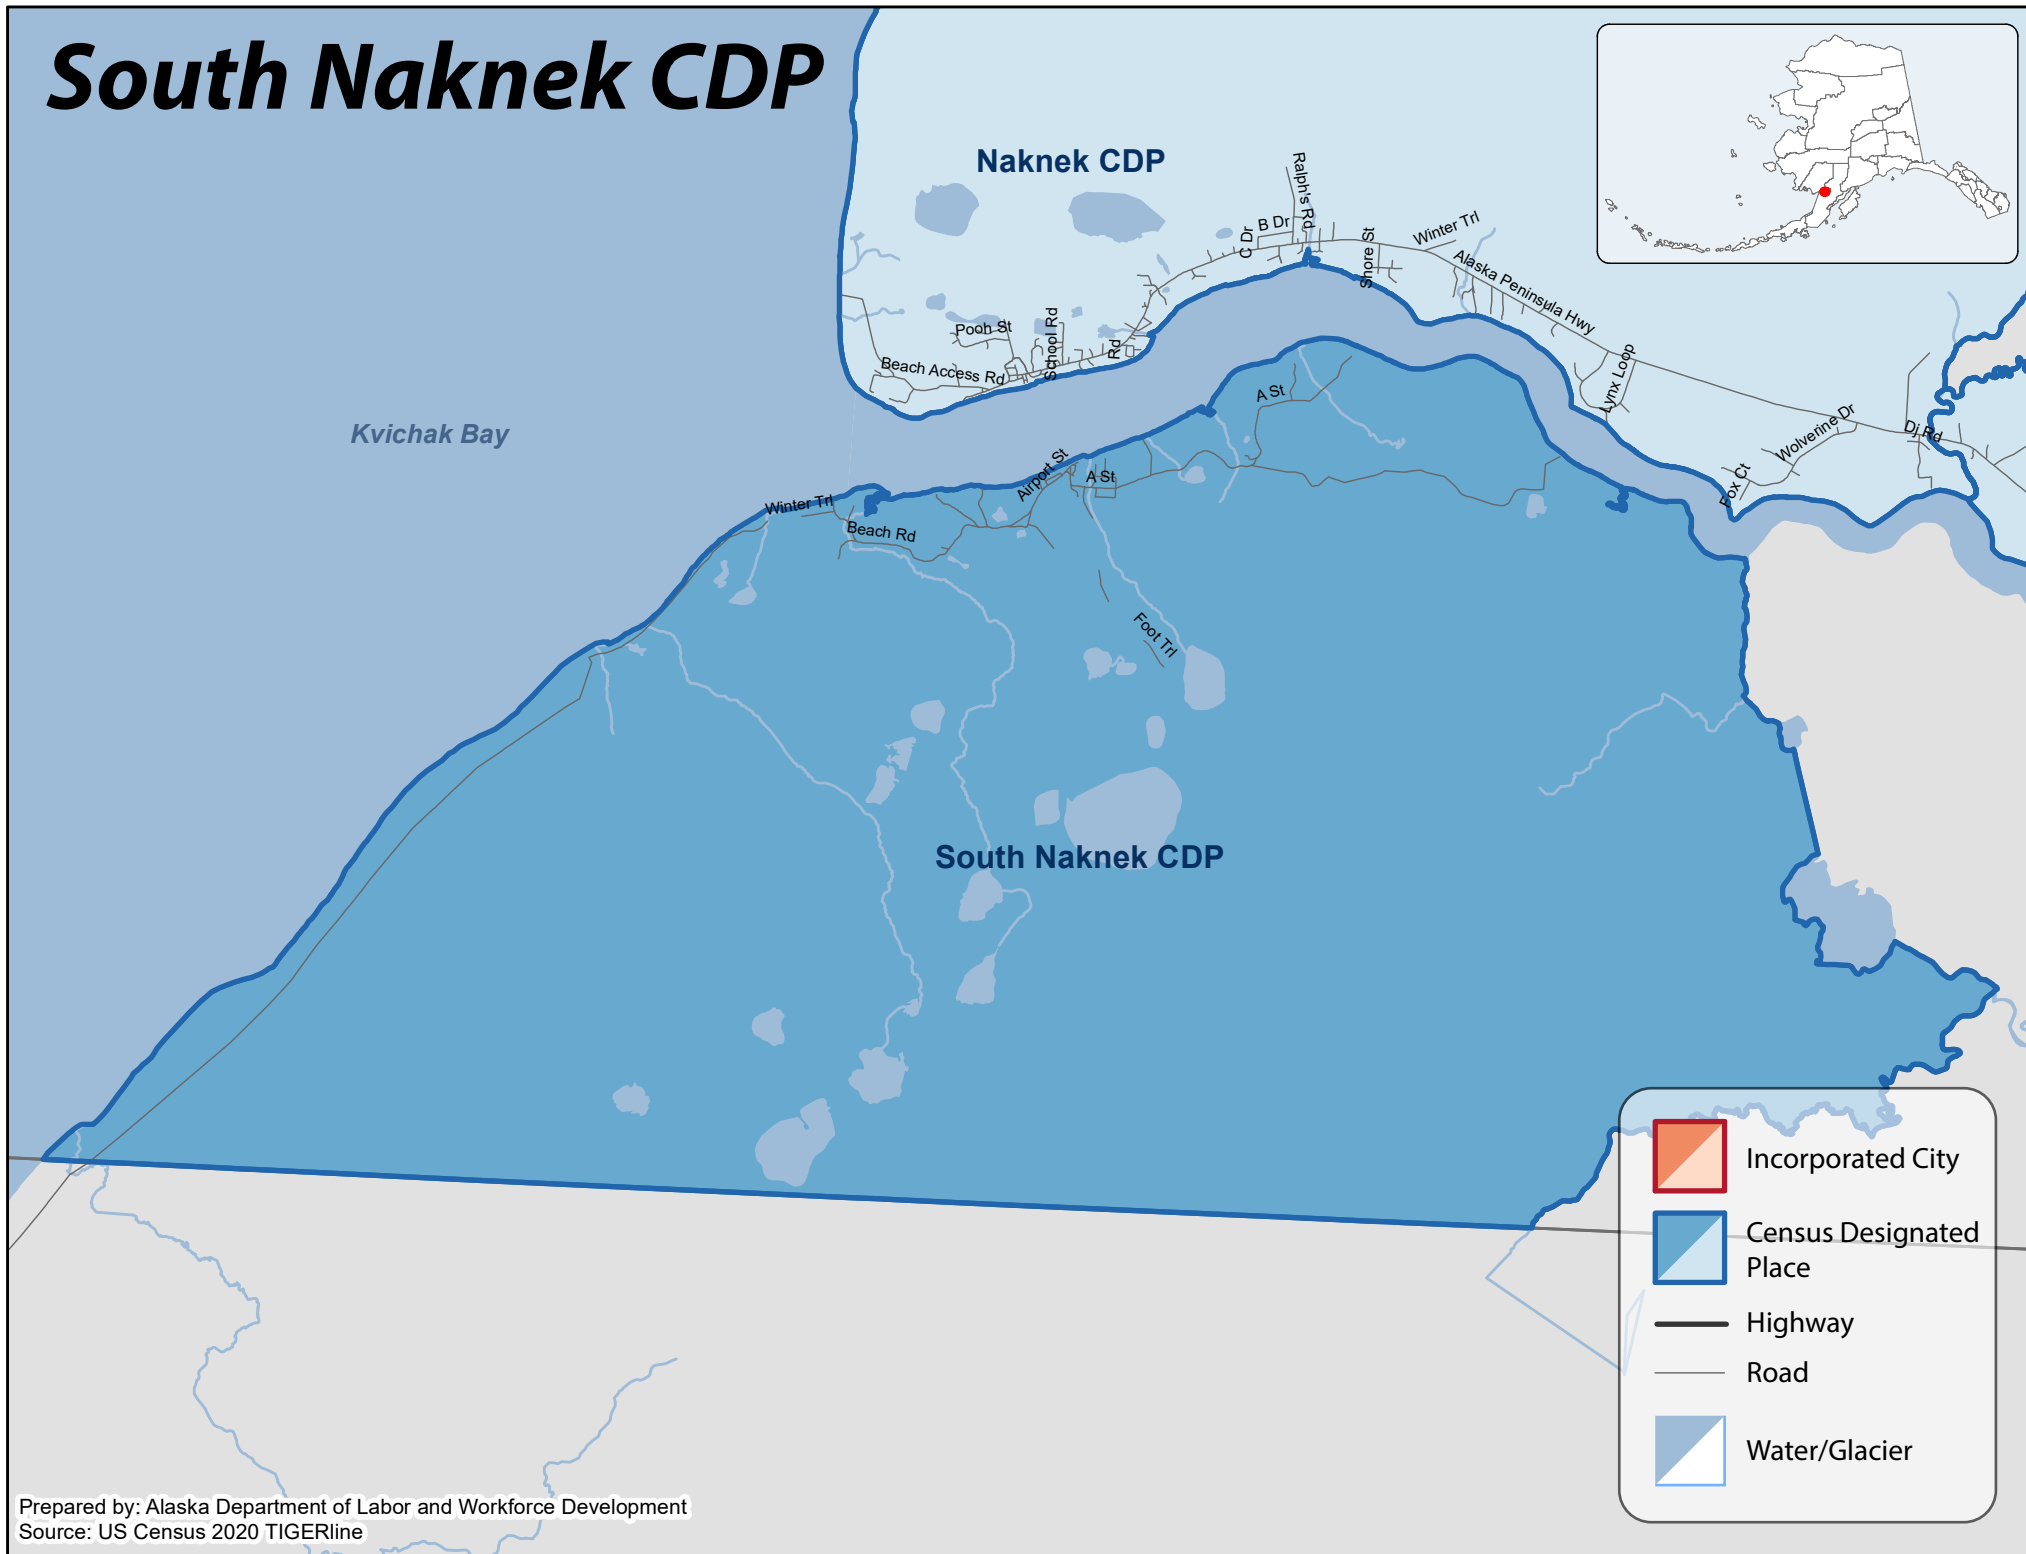 South Naknek CDP
Naknek CDP
Ralph's Rd
B Dr
C Dr
Shore St
Winter Trl
Alaska Peninsula Hwy
Pooh St
School Rd
Rd
Beach Access Rd
Lynx Loop
Wolverine Dr
Dj Rd
Fox Ct
Kvichak Bay
A St
Airport St
A St
Winter Trl
Beach Rd
Foot Trl
South Naknek CDP
Incorporated City
Census Designated
Place
Highway
Road
Water/Glacier
Prepared by: Alaska Department of Labor and Workforce Development
Source: US Census 2020 TIGERline